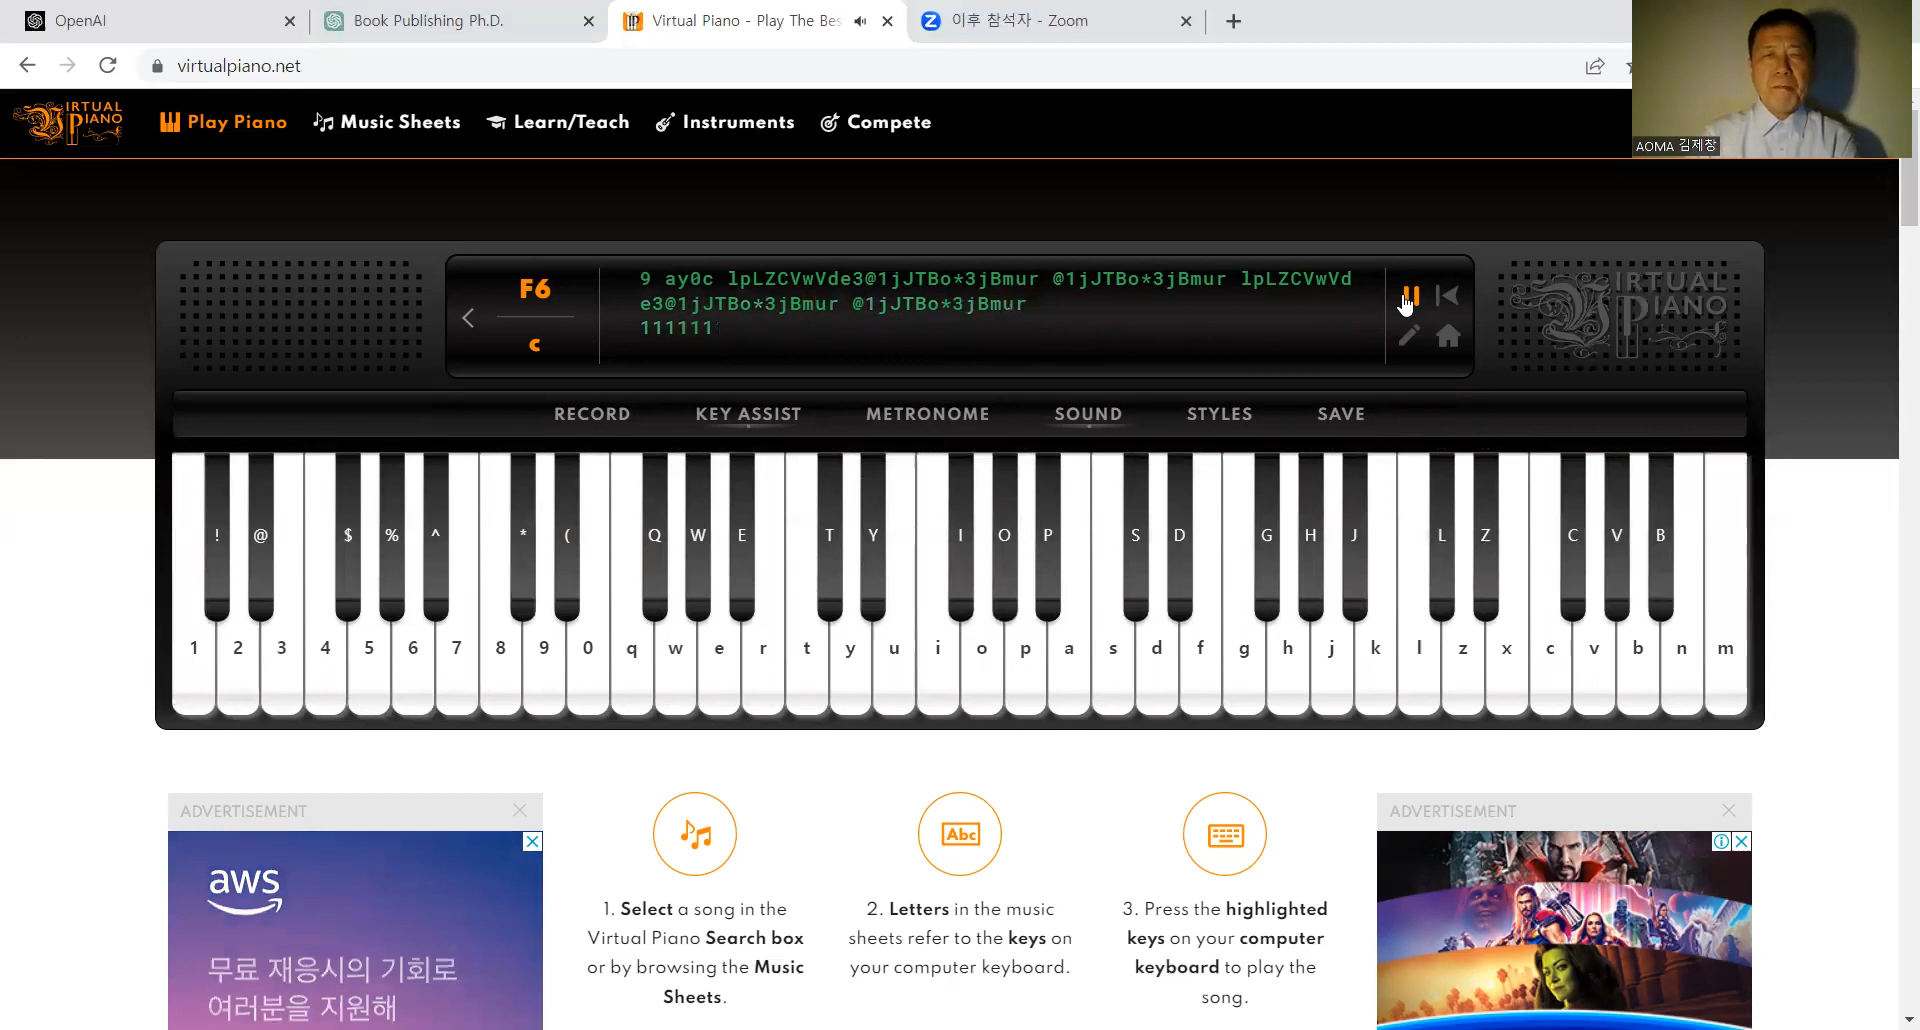 OpenAI
Book Publishing Ph.D.
Virtual Piano - Play The Bes
이후 참석자 - Zoom
virtualpiano.net
AOMA 김제창
VIRTUAL PIANO
Play Piano
Music Sheets
Learn/Teach
Instruments
Compete
F6
c
9 ay0c lpLZCVwVde3@1jJTBo*3jBmur @1jJTBo*3jBmur lpLZCVwVd
e3@1jJTBo*3jBmur @1jJTBo*3jBmur
111111
VIRTUAL PIANO
RECORD KEY ASSIST METRONOME SOUND STYLES SAVE
! @ $ % ^ * ( Q W E T Y I O P S D G H J L Z C V B
1 2 3 4 5 6 7 8 9 0 q w e r t y u i o p a s d f g h j k l z x c v b n m
ADVERTISEMENT
aws
무료 재응시의 기회로
여러분을 지원해
Abc
1. Select a song in the
Virtual Piano Search box
or by browsing the Music
Sheets.
2. Letters in the music
sheets refer to the keys on
your computer keyboard.
3. Press the highlighted
keys on your computer
keyboard to play the
song.
ADVERTISEMENT